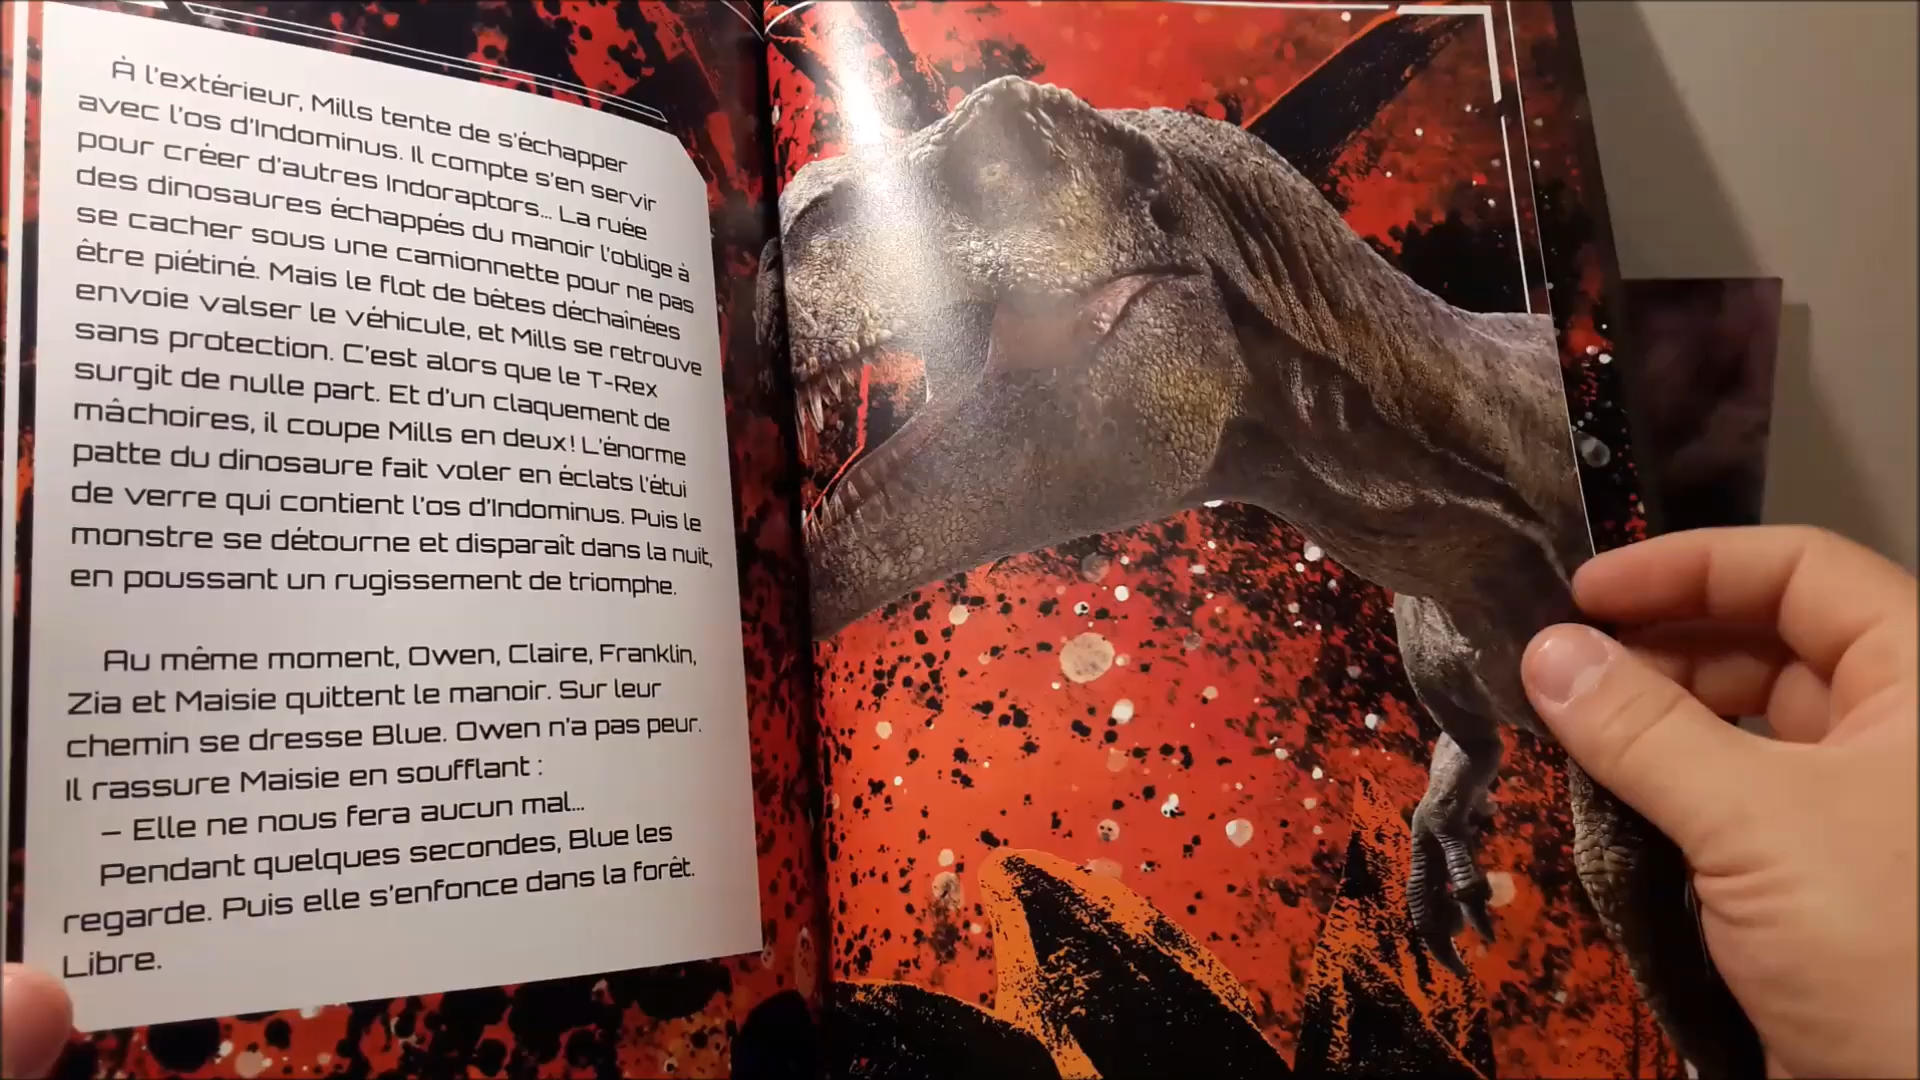 À l'extérieur, Mills tente de s'échapper
avec l'os d'Indominus. Il compte s'en servir
pour créer d'autres Indoraptors... La ruée
des dinosaures échappés du manoir l'oblige à
se cacher sous une camionnette pour ne pas
être piétiné. Mais le flot de bêtes déchaînées
envoie valser le véhicule, et Mills se retrouve
sans protection. C'est alors que le T-Rex
surgit de nulle part. Et d'un claquement de
mâchoires, il coupe Mills en deux! L'énorme
patte du dinosaure fait voler en éclats l'étui
de verre qui contient l'os d'Indominus. Puis le
monstre se détourne et disparaît dans la nuit,
en poussant un rugissement de triomphe.
Au même moment, Owen, Claire, Franklin,
Zia et Maisie quittent le manoir. Sur leur
chemin se dresse Blue. Owen n'a pas peur.
Il rassure Maisie en soufflant :
– Elle ne nous fera aucun mal...
Pendant quelques secondes, Blue les
regarde. Puis elle s'enfonce dans la forêt.
Libre.